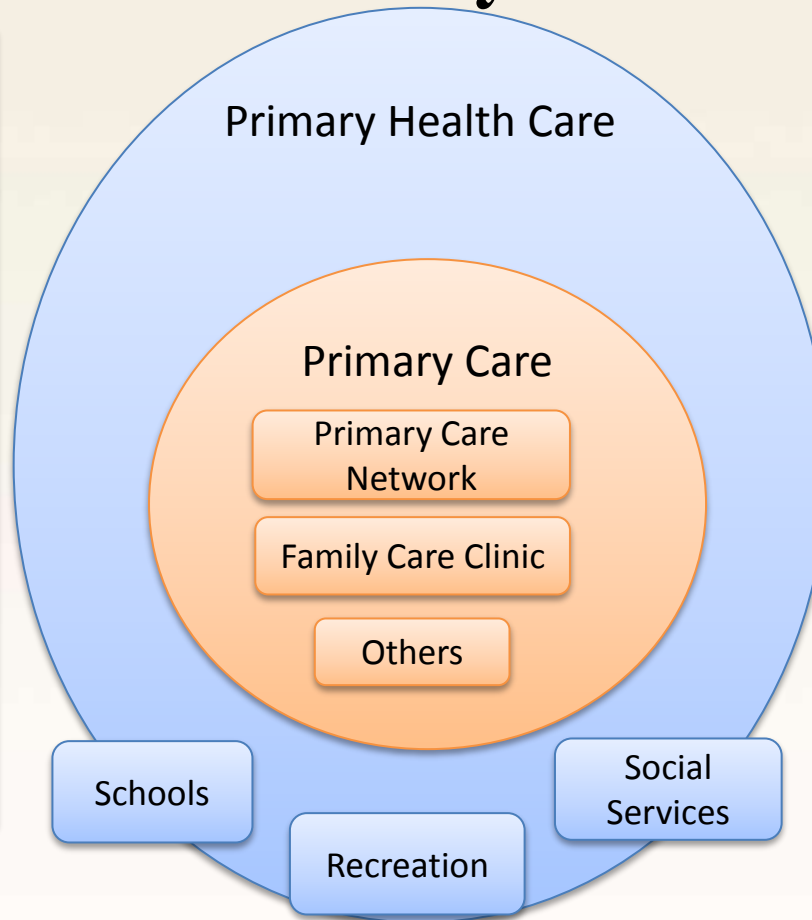 Primary Health Care
Primary Care
Primary Care
Network
Family Care Clinic
Others
Schools
Social
Services
Recreation